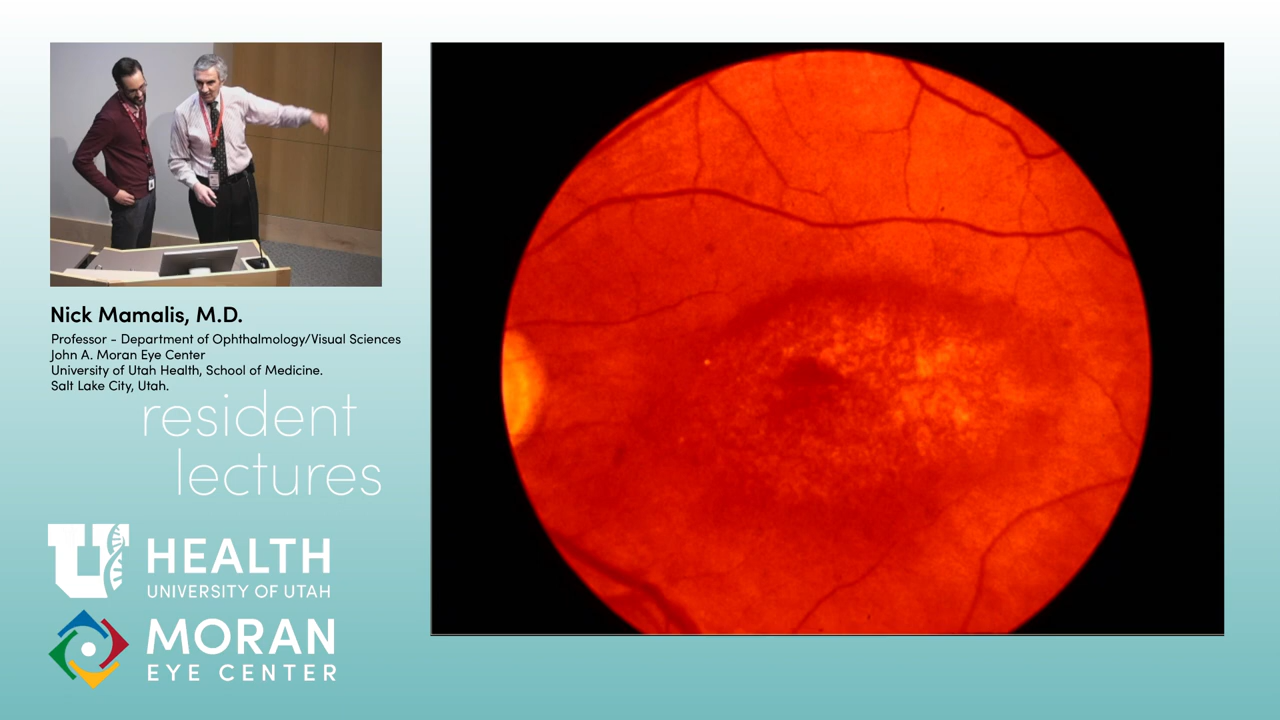 Nick Mamalis, M.D.
Professor - Department of Ophthalmology/Visual Sciences
John A. Moran Eye Center
University of Utah Health, School of Medicine.
Salt Lake City, Utah.
resident
lectures
U
HEALTH
UNIVERSITY OF UTAH
MORAN
EYE CENTER